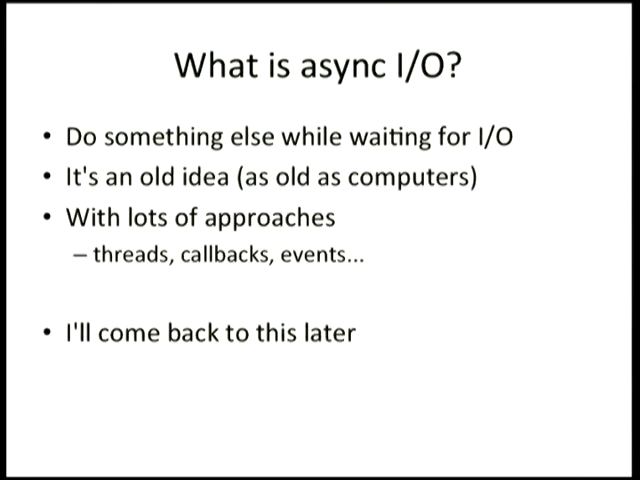 What is async I/O?
• Do something else while waiting for I/O
• It's an old idea (as old as computers)
• With lots of approaches
– threads, callbacks, events...
• I'll come back to this later